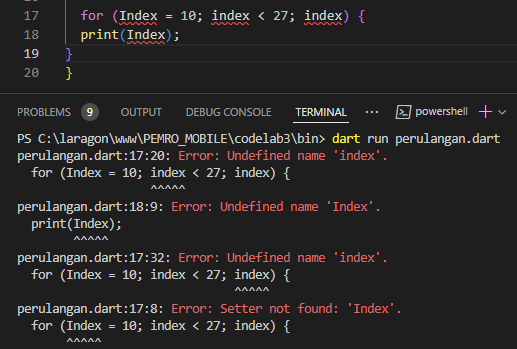 17 for (Index = 10; index < 27; index) {
18 print(Index);
19 }
20 }
PROBLEMS 9 OUTPUT DEBUG CONSOLE TERMINAL ... powershell
PS C:\laragon\www\PEMRO_MOBILE\codelab3\bin> dart run perulangan.dart
perulangan.dart:17:20: Error: Undefined name 'index'.
for (Index = 10; index < 27; index) {
^^^^^
perulangan.dart:18:9: Error: Undefined name 'Index'.
print(Index);
^^^^^
perulangan.dart:17:32: Error: Undefined name 'index'.
for (Index = 10; index < 27; index) {
^^^^^
perulangan.dart:17:8: Error: Setter not found: 'Index'.
for (Index = 10; index < 27; index) {
^^^^^